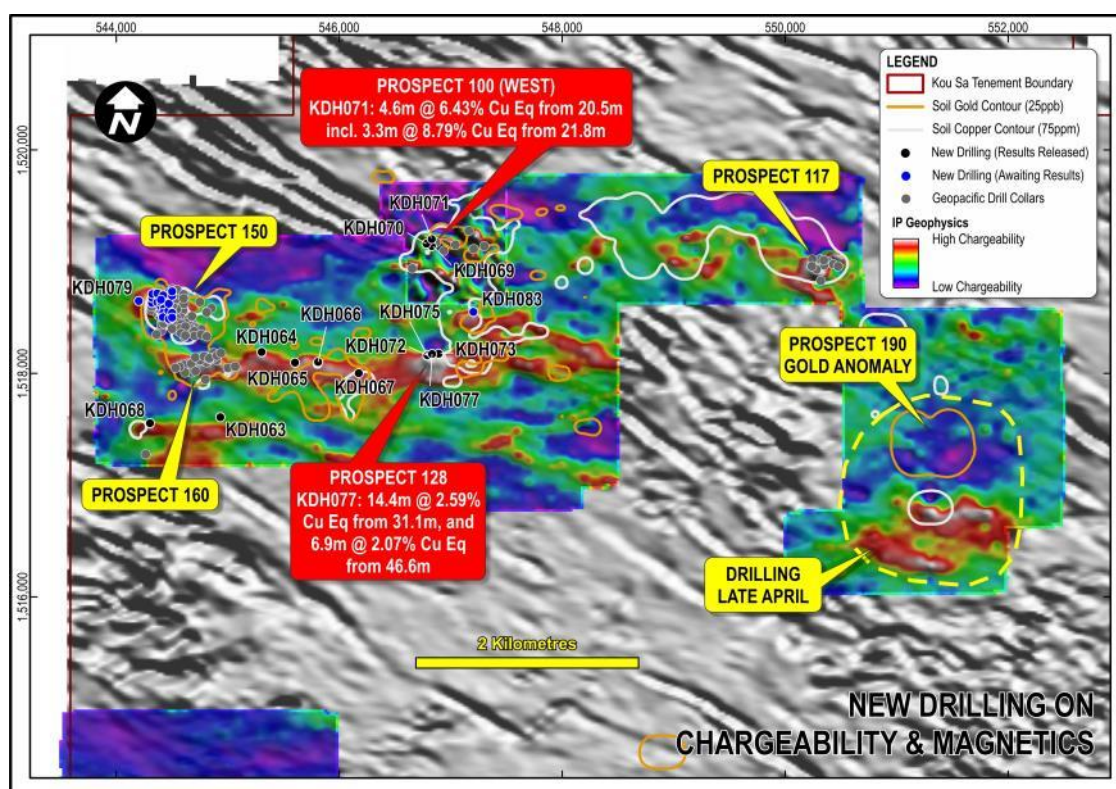 544,000
546,000
548,000
550,000
552,000
1,520,000
1,518,000
1,516,000
N
PROSPECT 100 (WEST)
KDH071: 4.6m @ 6.43% Cu Eq from 20.5m
incl. 3.3m @ 8.79% Cu Eq from 21.8m
LEGEND
Kou Sa Tenement Boundary
Soil Gold Contour (25ppb)
Soil Copper Contour (75ppm)
New Drilling (Results Released)
New Drilling (Awaiting Results)
Geopacific Drill Collars
IP Geophysics
High Chargeability
Low Chargeability
PROSPECT 117
KDH071
KDH070
PROSPECT 150
KDH069
KDH079
KDH083
KDH075
KDH066
KDH064
KDH072
KDH073
KDH065
KDH067
KDH077
KDH068
KDH063
PROSPECT 190
GOLD ANOMALY
PROSPECT 160
PROSPECT 128
KDH077: 14.4m @ 2.59%
Cu Eq from 31.1m, and
6.9m @ 2.07% Cu Eq
from 46.6m
DRILLING
LATE APRIL
2 Kilometres
NEW DRILLING ON
CHARGEABILITY & MAGNETICS